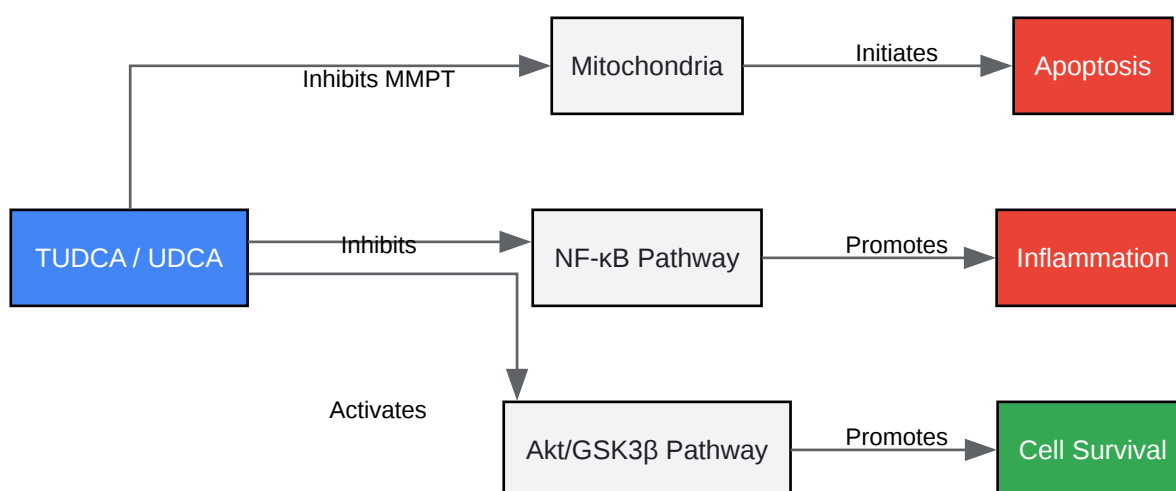 Mitochondria
Initiates
Apoptosis
Inhibits MMPT
TUDCA / UDCA
Inhibits
NF-κB Pathway
Promotes
Inflammation
Activates
Akt/GSK3β Pathway
Promotes
Cell Survival